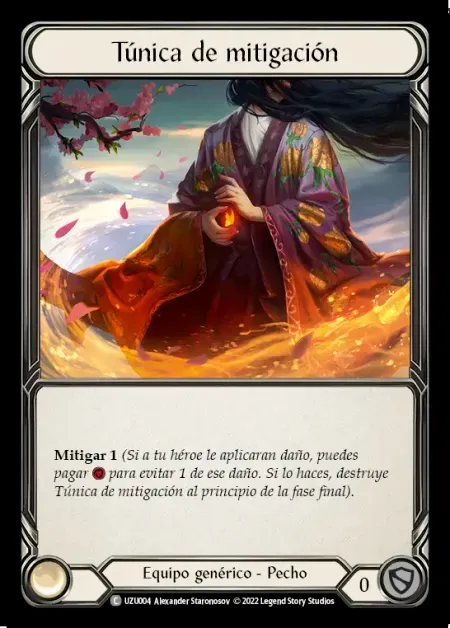 Túnica de mitigación
Mitigar 1 (Si a tu héroe le aplicaran daño, puedes
pagar para evitar 1 de ese daño. Si lo haces, destruye
Túnica de mitigación al principio de la fase final).
Equipo genérico - Pecho
0
C UZU004 Alexander Staronosov © 2022 Legend Story Studios